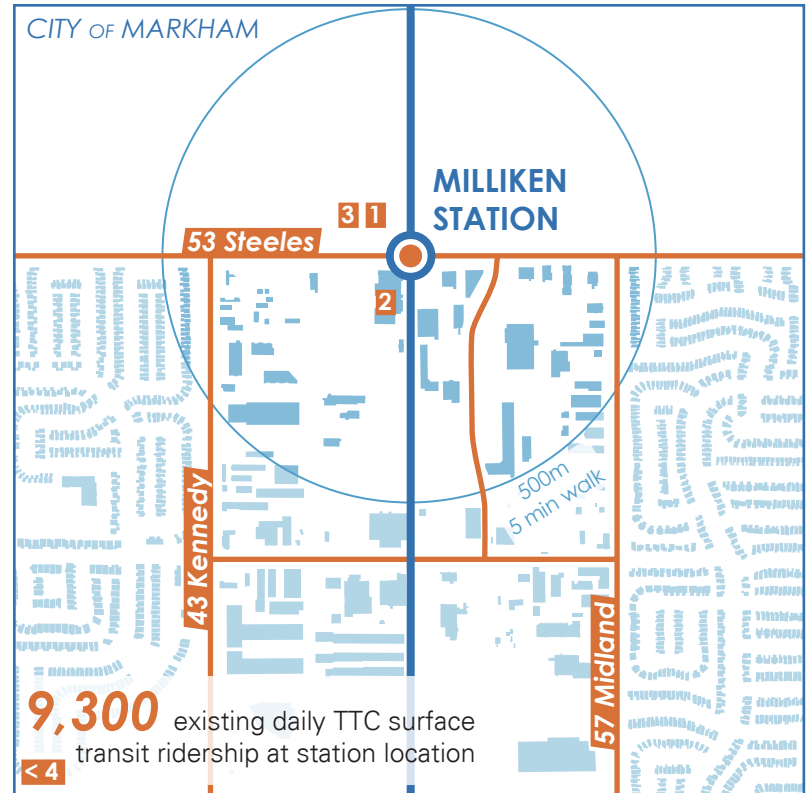 CITY OF MARKHAM
MILLIKEN
STATION
3 1
53 Steeles
2
500m
5 min walk
43 Kennedy
57 Midland
9,300 existing daily TTC surface
transit ridership at station location
< 4